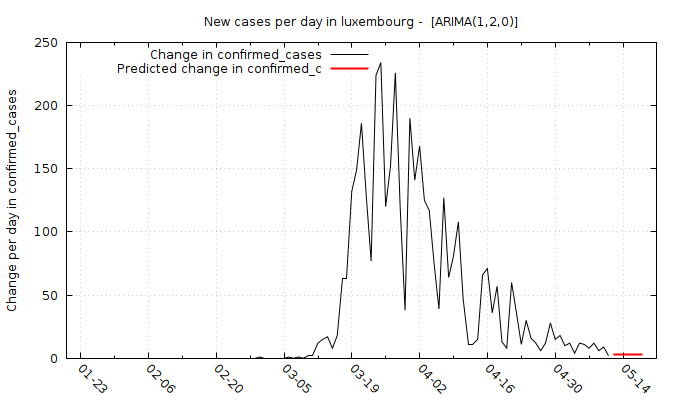 New cases per day in luxembourg -  [ARIMA(1,2,0)]
Change in confirmed_cases
Predicted change in confirmed_c
Change per day in confirmed_cases
250
200
150
100
50
0
01-23 02-06 02-20 03-05 03-19 04-02 04-16 04-30 05-14